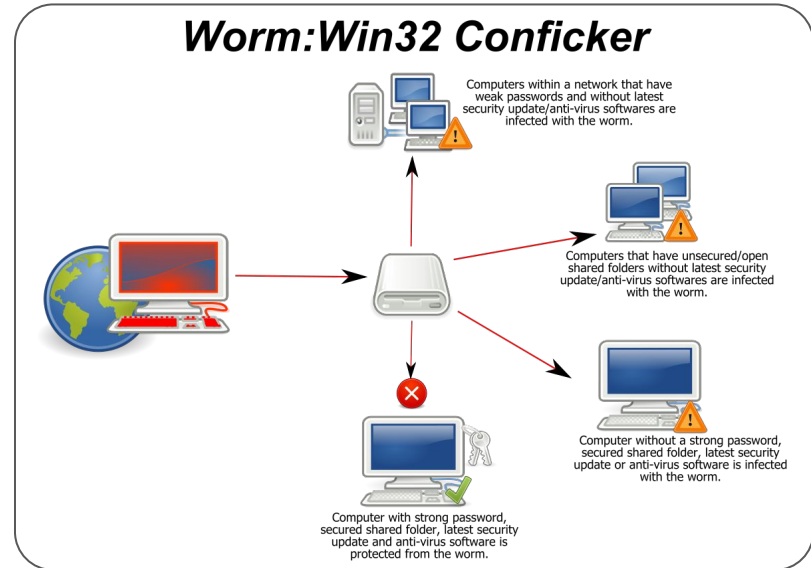 Worm:Win32 Conficker
Computers within a network that have
weak passwords and without latest
security update/anti-virus softwares are
infected with the worm.
Computers that have unsecured/open
shared folders without latest security
update/anti-virus softwares are infected
with the worm.
Computer without a strong password,
secured shared folder, latest security
update or anti-virus software is infected
with the worm.
Computer with strong password,
secured shared folder, latest security
update and anti-virus software is
protected from the worm.